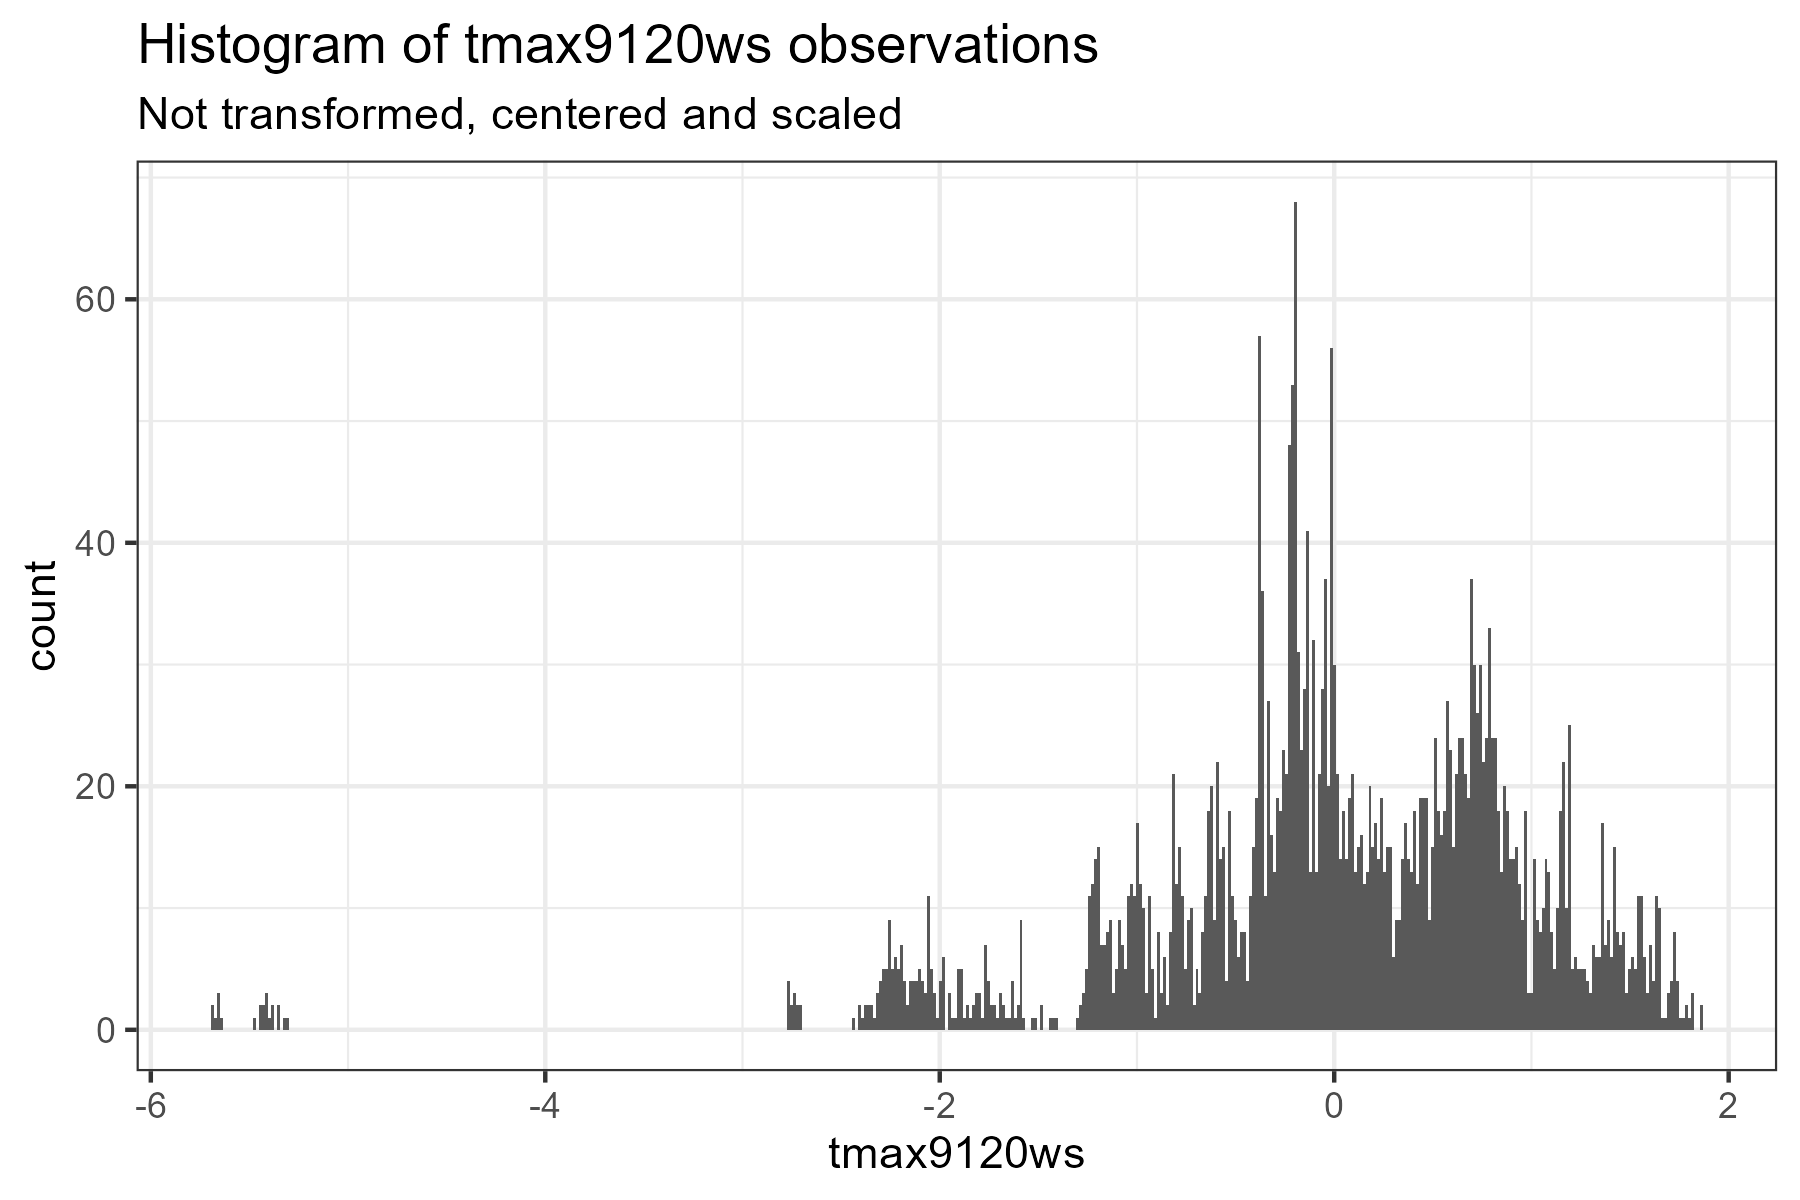 Histogram of tmax9120ws observations
Not transformed, centered and scaled
60
40
20
0
count
-6
-4
-2
0
2
tmax9120ws